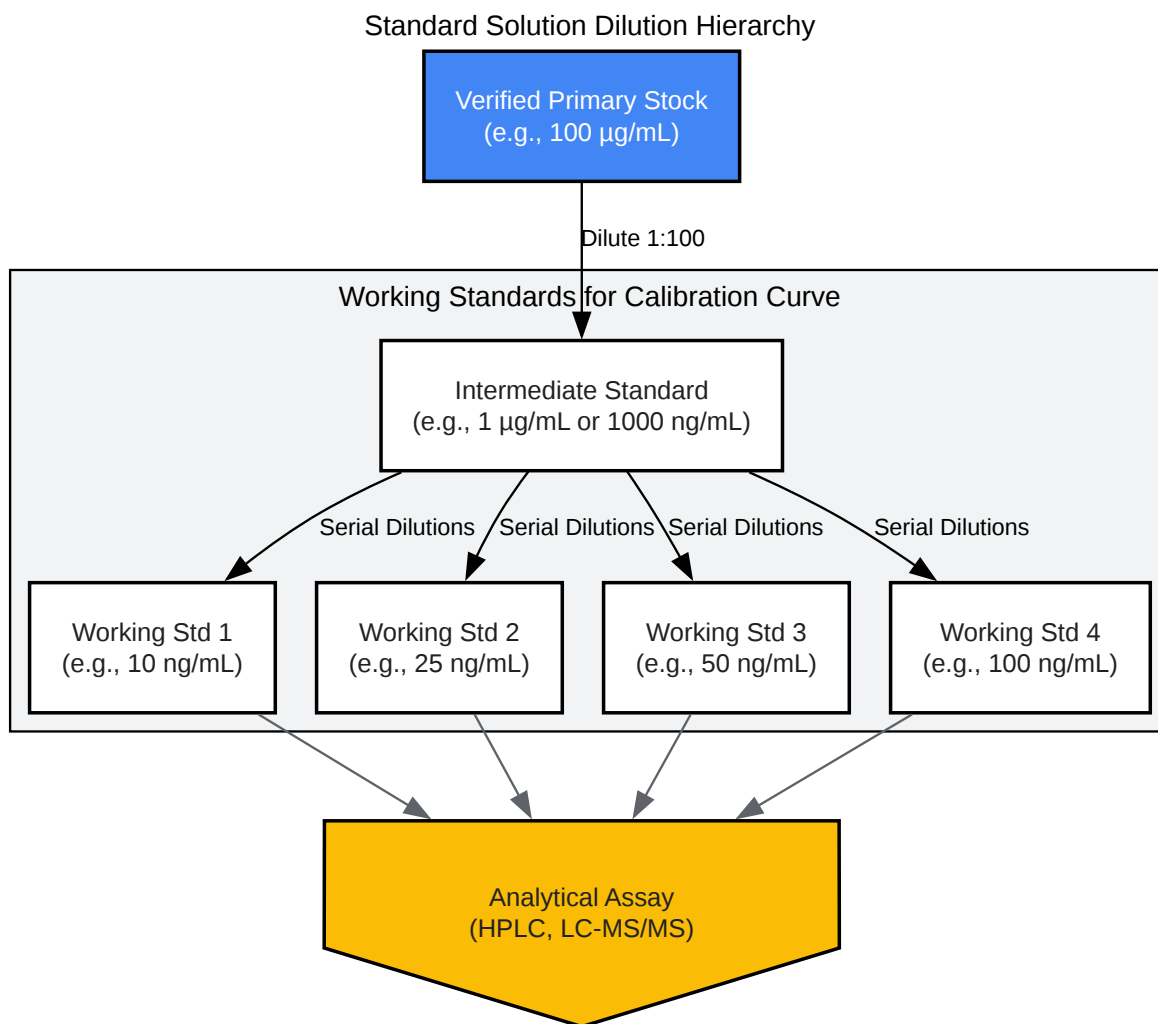 Standard Solution Dilution Hierarchy
Verified Primary Stock
(e.g., 100 µg/mL)
Dilute 1:100
Working Standards for Calibration Curve
Intermediate Standard
(e.g., 1 µg/mL or 1000 ng/mL)
Serial Dilutions
Serial Dilutions
Serial Dilutions
Serial Dilutions
Working Std 1
(e.g., 10 ng/mL)
Working Std 2
(e.g., 25 ng/mL)
Working Std 3
(e.g., 50 ng/mL)
Working Std 4
(e.g., 100 ng/mL)
Analytical Assay
(HPLC, LC-MS/MS)